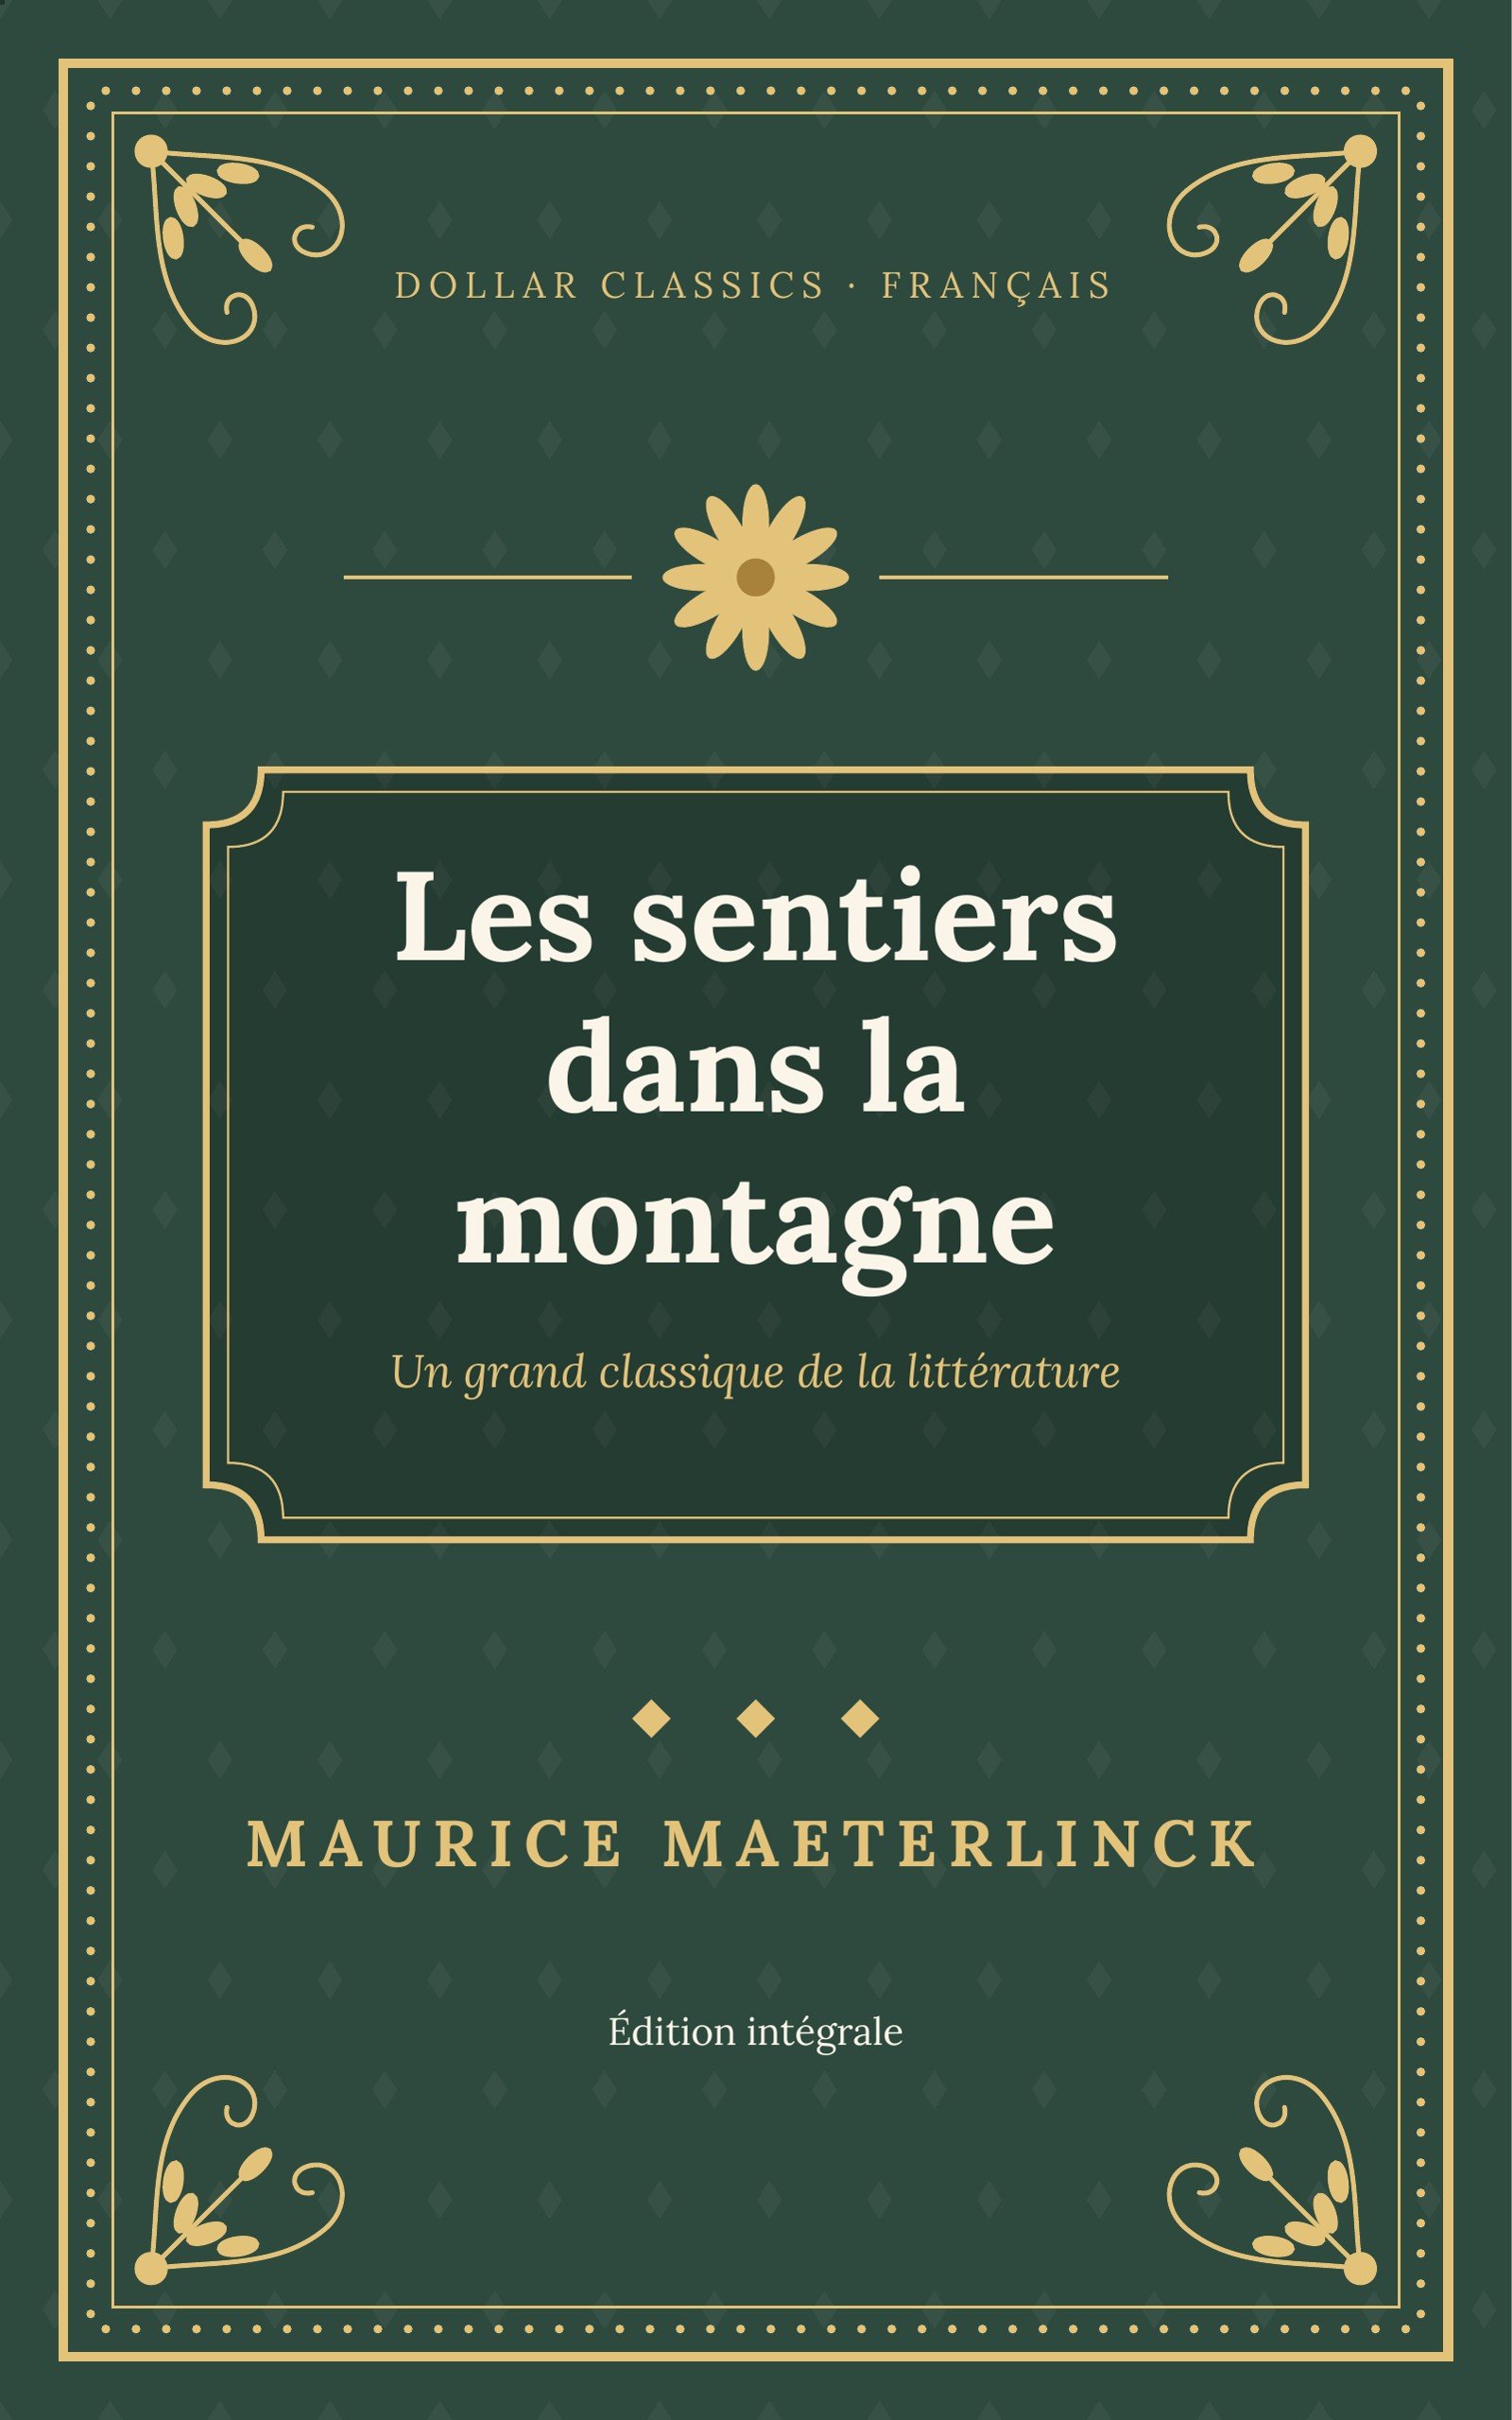 DOLLAR CLASSICS · FRANÇAIS
Les sentiers
dans la
montagne
Un grand classique de la littérature
MAURICE MAETERLINCK
Édition intégrale